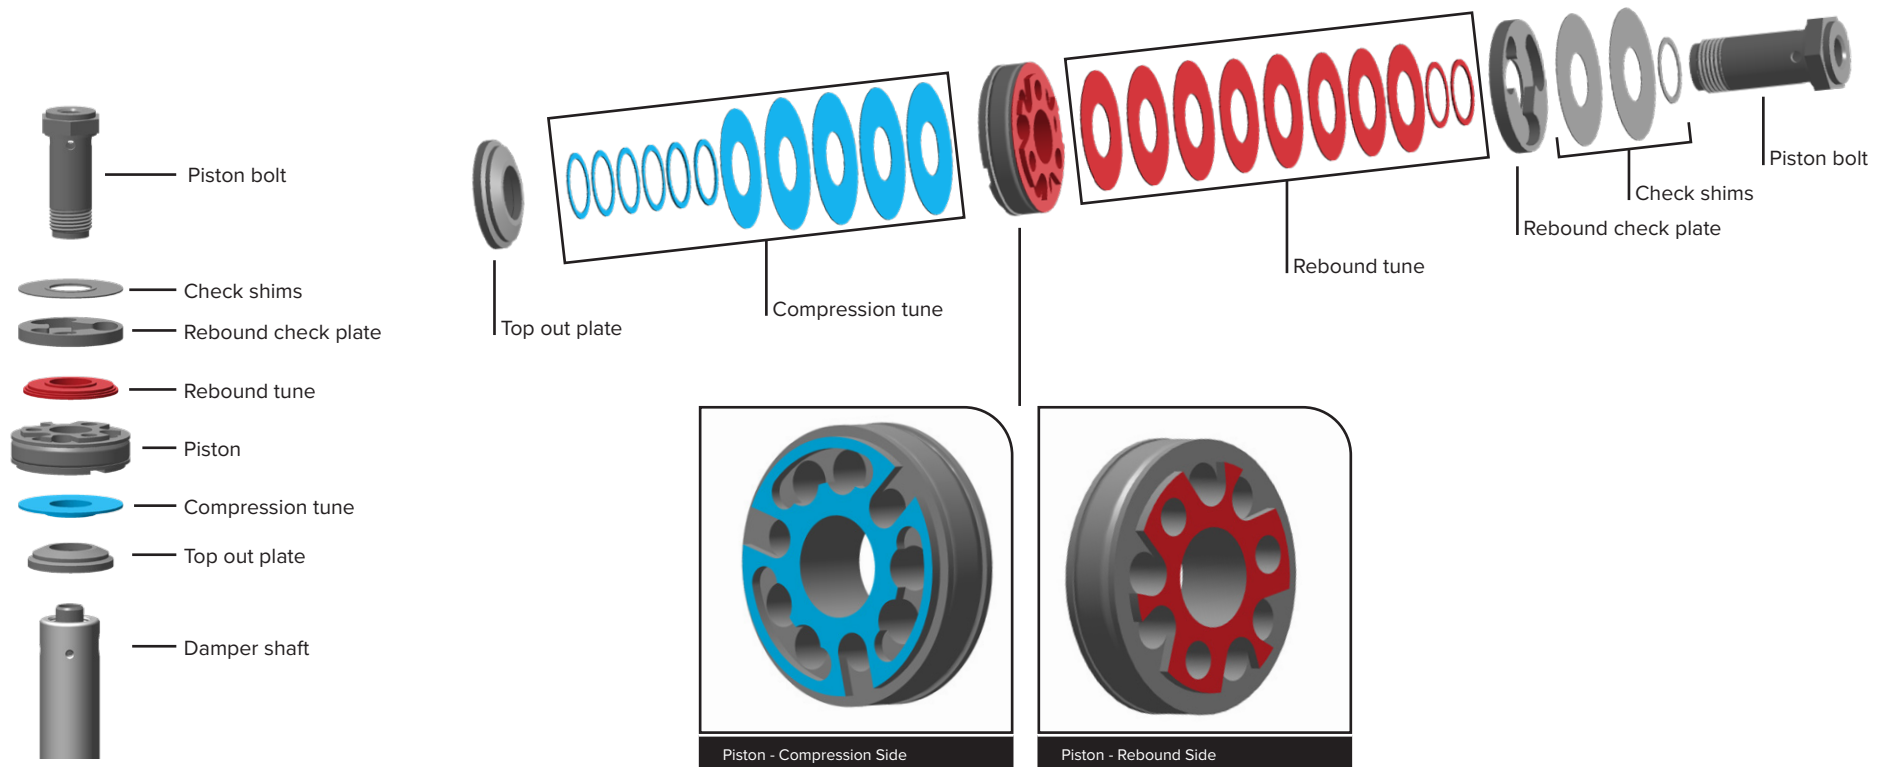 Piston bolt
Check shims
Rebound check plate
Rebound tune
Piston
Compression tune
Top out plate
Damper shaft
Top out plate
Compression tune
Rebound tune
Rebound check plate
Check shims
Piston bolt
Piston - Compression Side
Piston - Rebound Side